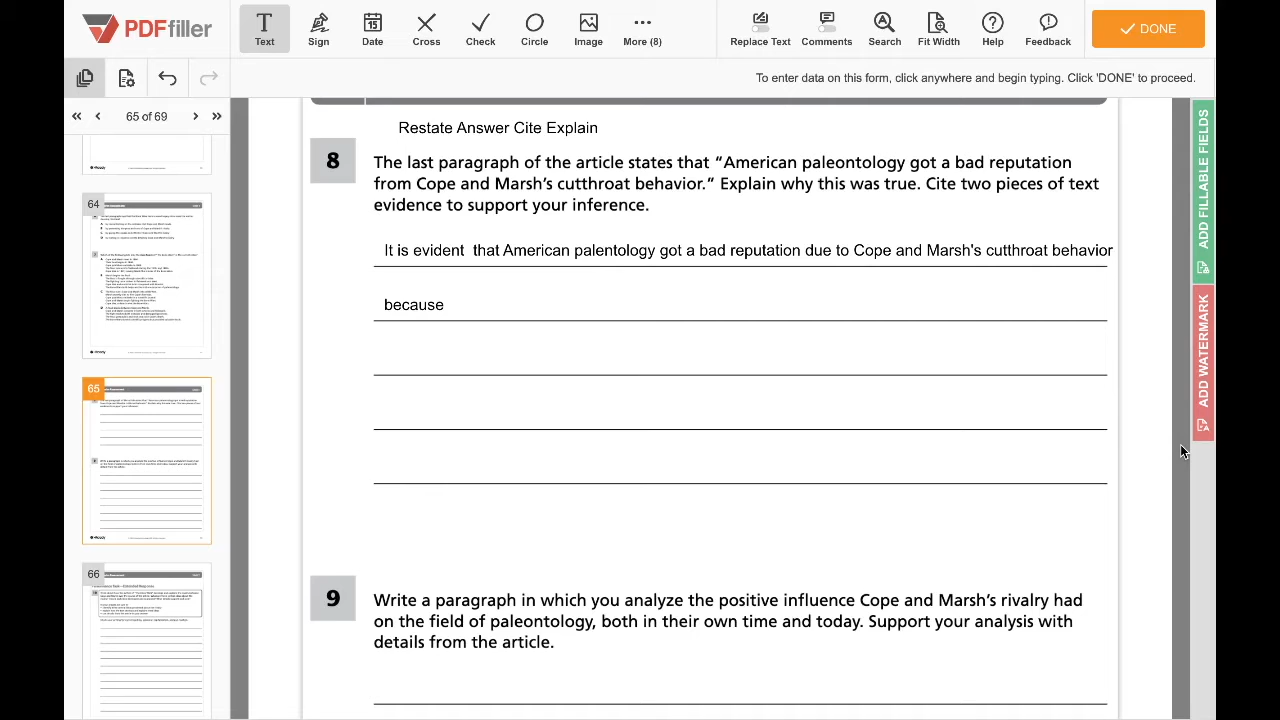 PDFfiller
Text
Sign
Date
Cross
Check
Circle
Image
More (8)
Replace Text
Comments
Search
Fit Width
Help
Feedback
DONE
To enter data on this form, click anywhere and begin typing. Click 'DONE' to proceed.
65 of 69
64
65
66
Restate Answer Cite Explain
8
The last paragraph of the article states that “American paleontology got a bad reputation
from Cope and Marsh’s cutthroat behavior.” Explain why this was true. Cite two pieces of text
evidence to support your inference.
It is evident  that American palentology got a bad reputation due to Cope and Marsh's cutthroat behavior
because
9
Write a paragraph in which you analyze the positive influence Cope and Marsh’s rivalry had
on the field of paleontology, both in their own time and today. Support your analysis with
details from the article.
ADD FILLABLE FIELDS
ADD WATERMARK